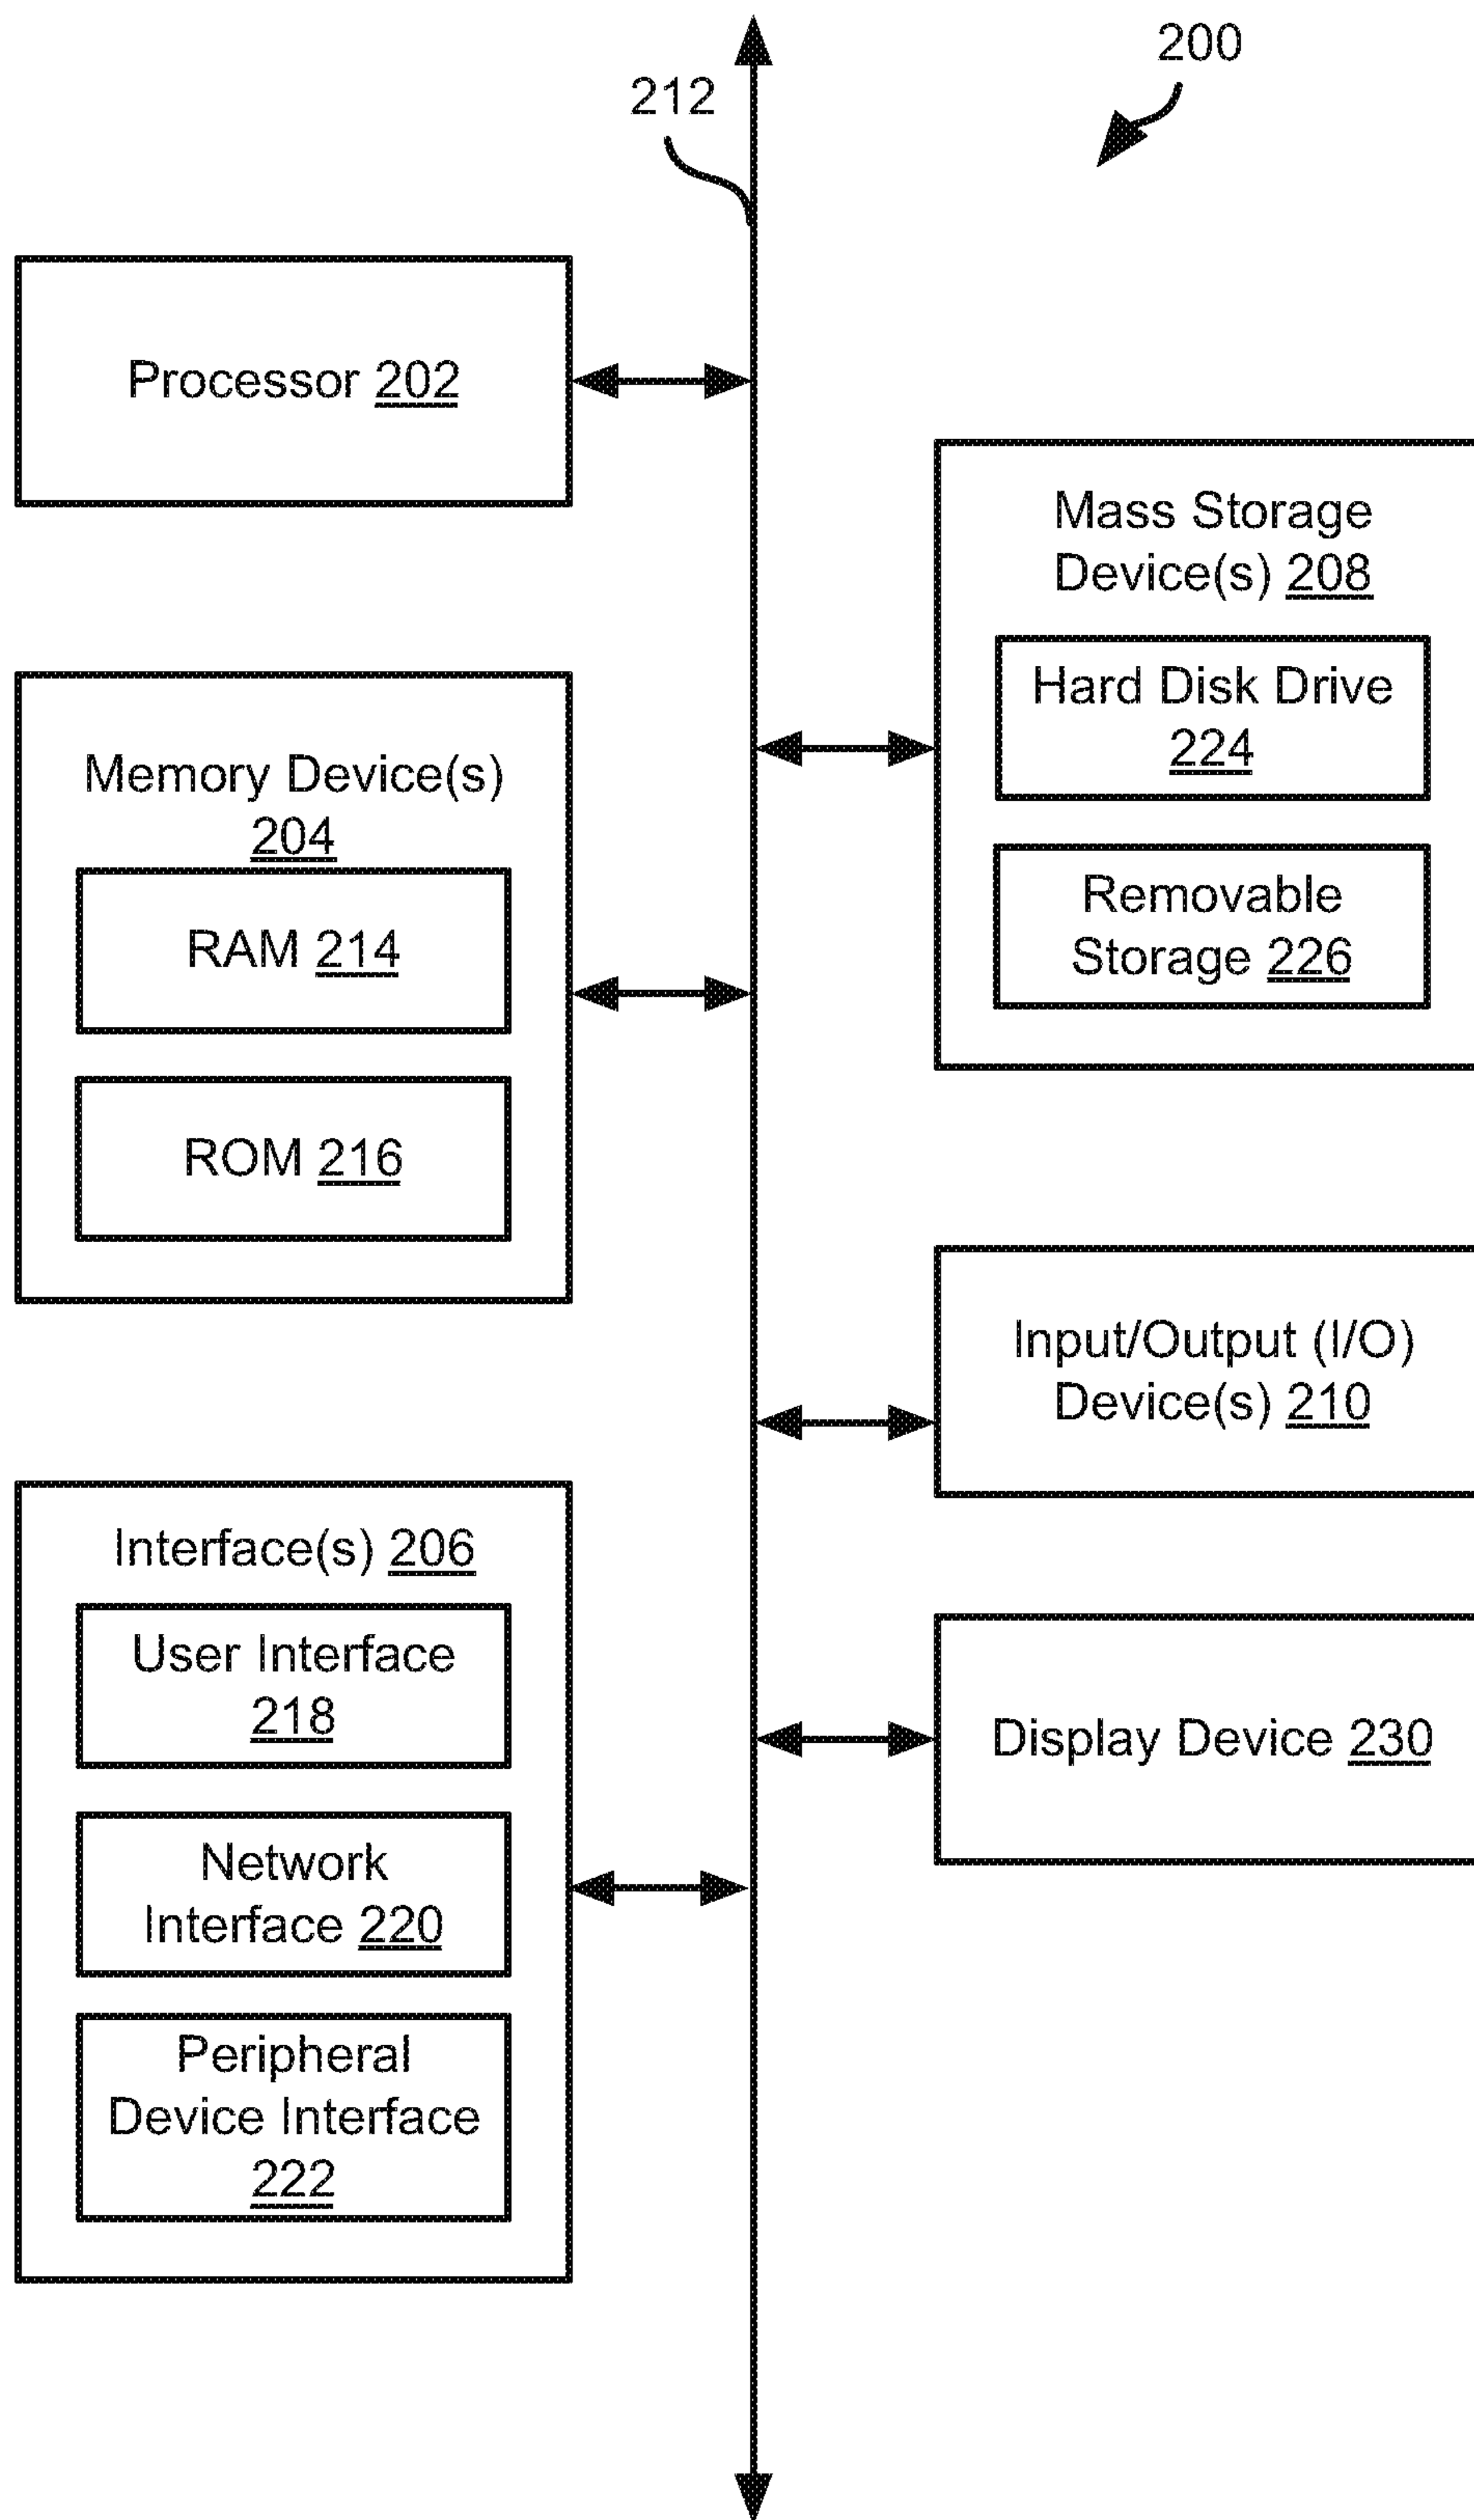 200
212
Processor 202
Mass Storage
Device(s) 208
Hard Disk Drive
224
Removable
Storage 226
Memory Device(s)
204
RAM 214
ROM 216
Input/Output (I/O)
Device(s) 210
Interface(s) 206
User Interface
218
Network
Interface 220
Peripheral
Device Interface
222
Display Device 230